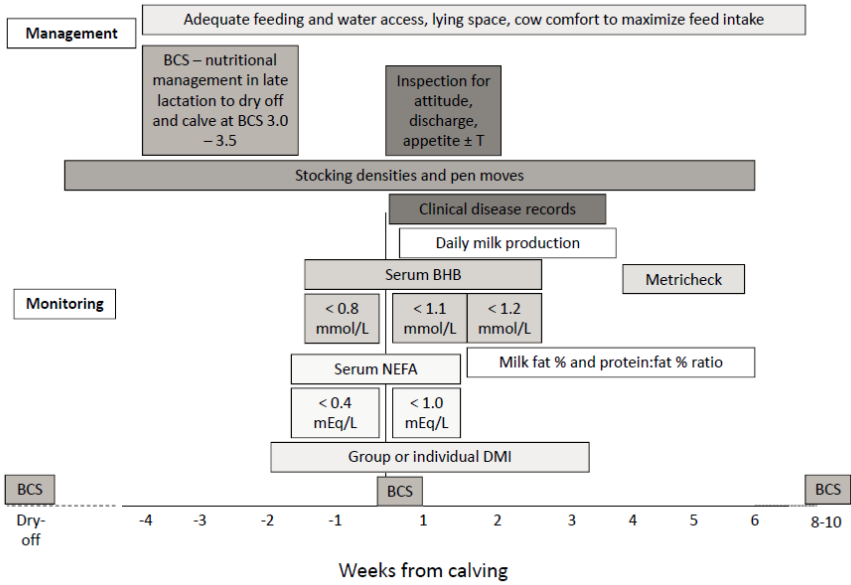 Adequate feeding and water access, lying space, cow comfort to maximize feed intake
Management
BCS – nutritional
management in late
lactation to dry off
and calve at BCS 3.0
– 3.5
Inspection for
attitude,
discharge,
appetite ± T
Stocking densities and pen moves
Clinical disease records
Daily milk production
Serum BHB
Metricheck
Monitoring
< 0.8
mmol/L
< 1.1
mmol/L
< 1.2
mmol/L
Milk fat % and protein:fat % ratio
Serum NEFA
< 0.4
mEq/L
< 1.0
mEq/L
Group or individual DMI
BCS
BCS
BCS
Dry-
off
-4 -3 -2 -1 1 2 3 4 5 6 8-10
Weeks from calving